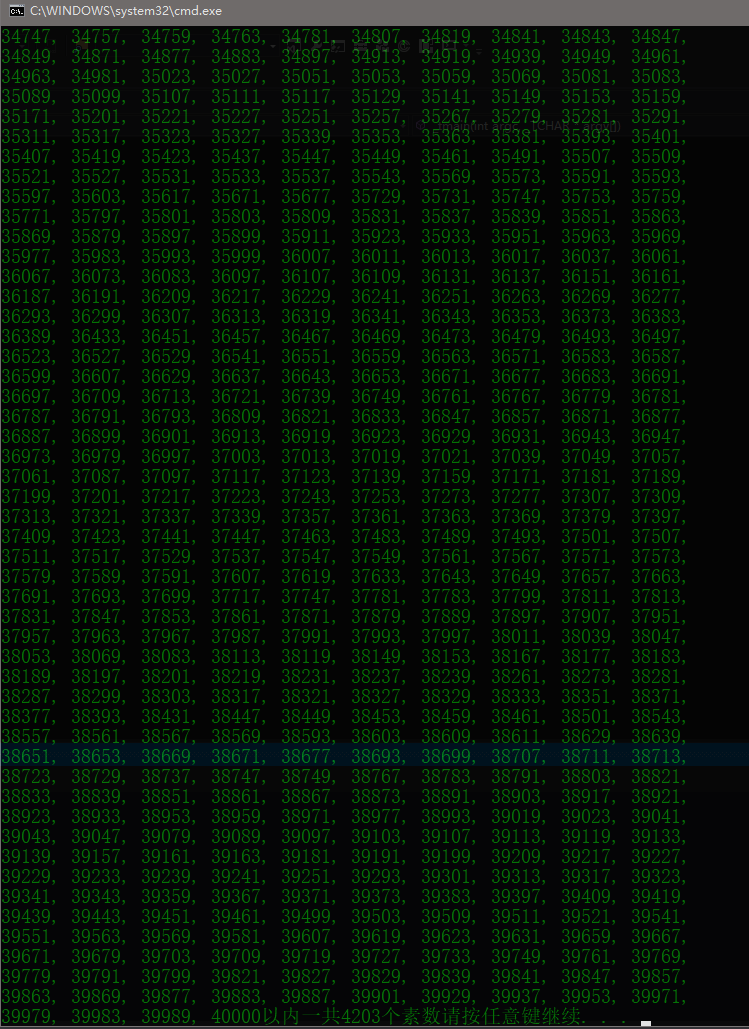 C:\WINDOWS\system32\cmd.exe
34747, 34757, 34759, 34763, 34781, 34807, 34819, 34841, 34843, 34847,
34849, 34871, 34877, 34883, 34897, 34913, 34919, 34939, 34949, 34961,
34963, 34981, 35023, 35027, 35051, 35053, 35059, 35069, 35081, 35083,
35089, 35099, 35107, 35111, 35117, 35129, 35141, 35149, 35153, 35159,
35171, 35201, 35221, 35227, 35251, 35257, 35267, 35279, 35281, 35291,
35311, 35317, 35323, 35327, 35339, 35353, 35363, 35381, 35393, 35401,
35407, 35419, 35423, 35437, 35447, 35449, 35461, 35491, 35507, 35509,
35521, 35527, 35531, 35533, 35537, 35543, 35569, 35573, 35591, 35593,
35597, 35603, 35617, 35671, 35677, 35729, 35731, 35747, 35753, 35759,
35771, 35797, 35801, 35803, 35809, 35831, 35837, 35839, 35851, 35863,
35869, 35879, 35897, 35899, 35911, 35923, 35933, 35951, 35963, 35969,
35977, 35983, 35993, 35999, 36007, 36011, 36013, 36017, 36037, 36061,
36067, 36073, 36083, 36097, 36107, 36109, 36131, 36137, 36151, 36161,
36187, 36191, 36209, 36217, 36229, 36241, 36251, 36263, 36269, 36277,
36293, 36299, 36307, 36313, 36319, 36341, 36343, 36353, 36373, 36383,
36389, 36433, 36451, 36457, 36467, 36469, 36473, 36479, 36493, 36497,
36523, 36527, 36529, 36541, 36551, 36559, 36563, 36571, 36583, 36587,
36599, 36607, 36629, 36637, 36643, 36653, 36671, 36677, 36683, 36691,
36697, 36709, 36713, 36721, 36739, 36749, 36761, 36767, 36779, 36781,
36787, 36791, 36793, 36809, 36821, 36833, 36847, 36857, 36871, 36877,
36887, 36899, 36901, 36913, 36919, 36923, 36929, 36931, 36943, 36947,
36973, 36979, 36997, 37003, 37013, 37019, 37021, 37039, 37049, 37057,
37061, 37087, 37097, 37117, 37123, 37139, 37159, 37171, 37181, 37189,
37199, 37201, 37217, 37223, 37243, 37253, 37273, 37277, 37307, 37309,
37313, 37321, 37337, 37339, 37357, 37361, 37363, 37369, 37379, 37397,
37409, 37423, 37441, 37447, 37463, 37483, 37489, 37493, 37501, 37507,
37511, 37517, 37529, 37537, 37547, 37549, 37561, 37567, 37571, 37573,
37579, 37589, 37591, 37607, 37619, 37633, 37643, 37649, 37657, 37663,
37691, 37693, 37699, 37717, 37747, 37781, 37783, 37799, 37811, 37813,
37831, 37847, 37853, 37861, 37871, 37879, 37889, 37897, 37907, 37951,
37957, 37963, 37967, 37987, 37991, 37993, 37997, 38011, 38039, 38047,
38053, 38069, 38083, 38113, 38119, 38149, 38153, 38167, 38177, 38183,
38189, 38197, 38201, 38219, 38231, 38237, 38239, 38261, 38273, 38281,
38287, 38299, 38303, 38317, 38321, 38327, 38329, 38333, 38351, 38371,
38377, 38393, 38431, 38447, 38449, 38453, 38459, 38461, 38501, 38543,
38557, 38561, 38567, 38569, 38593, 38603, 38609, 38611, 38629, 38639,
38651, 38653, 38669, 38671, 38677, 38693, 38699, 38707, 38711, 38713,
38723, 38729, 38737, 38747, 38749, 38767, 38783, 38791, 38803, 38821,
38833, 38839, 38851, 38861, 38867, 38873, 38891, 38903, 38917, 38921,
38923, 38933, 38953, 38959, 38971, 38977, 38993, 39019, 39023, 39041,
39043, 39047, 39079, 39089, 39097, 39103, 39107, 39113, 39119, 39133,
39139, 39157, 39161, 39163, 39181, 39191, 39199, 39209, 39217, 39227,
39229, 39233, 39239, 39241, 39251, 39293, 39301, 39313, 39317, 39323,
39341, 39343, 39359, 39367, 39371, 39373, 39383, 39397, 39409, 39419,
39439, 39443, 39451, 39461, 39499, 39503, 39509, 39511, 39521, 39541,
39551, 39563, 39569, 39581, 39607, 39619, 39623, 39631, 39659, 39667,
39671, 39679, 39703, 39709, 39719, 39727, 39733, 39749, 39761, 39769,
39779, 39791, 39799, 39821, 39827, 39829, 39839, 39841, 39847, 39857,
39863, 39869, 39877, 39883, 39887, 39901, 39929, 39937, 39953, 39971,
39979, 39983, 39989, 40000以内一共4203个素数请按任意键继续. . .